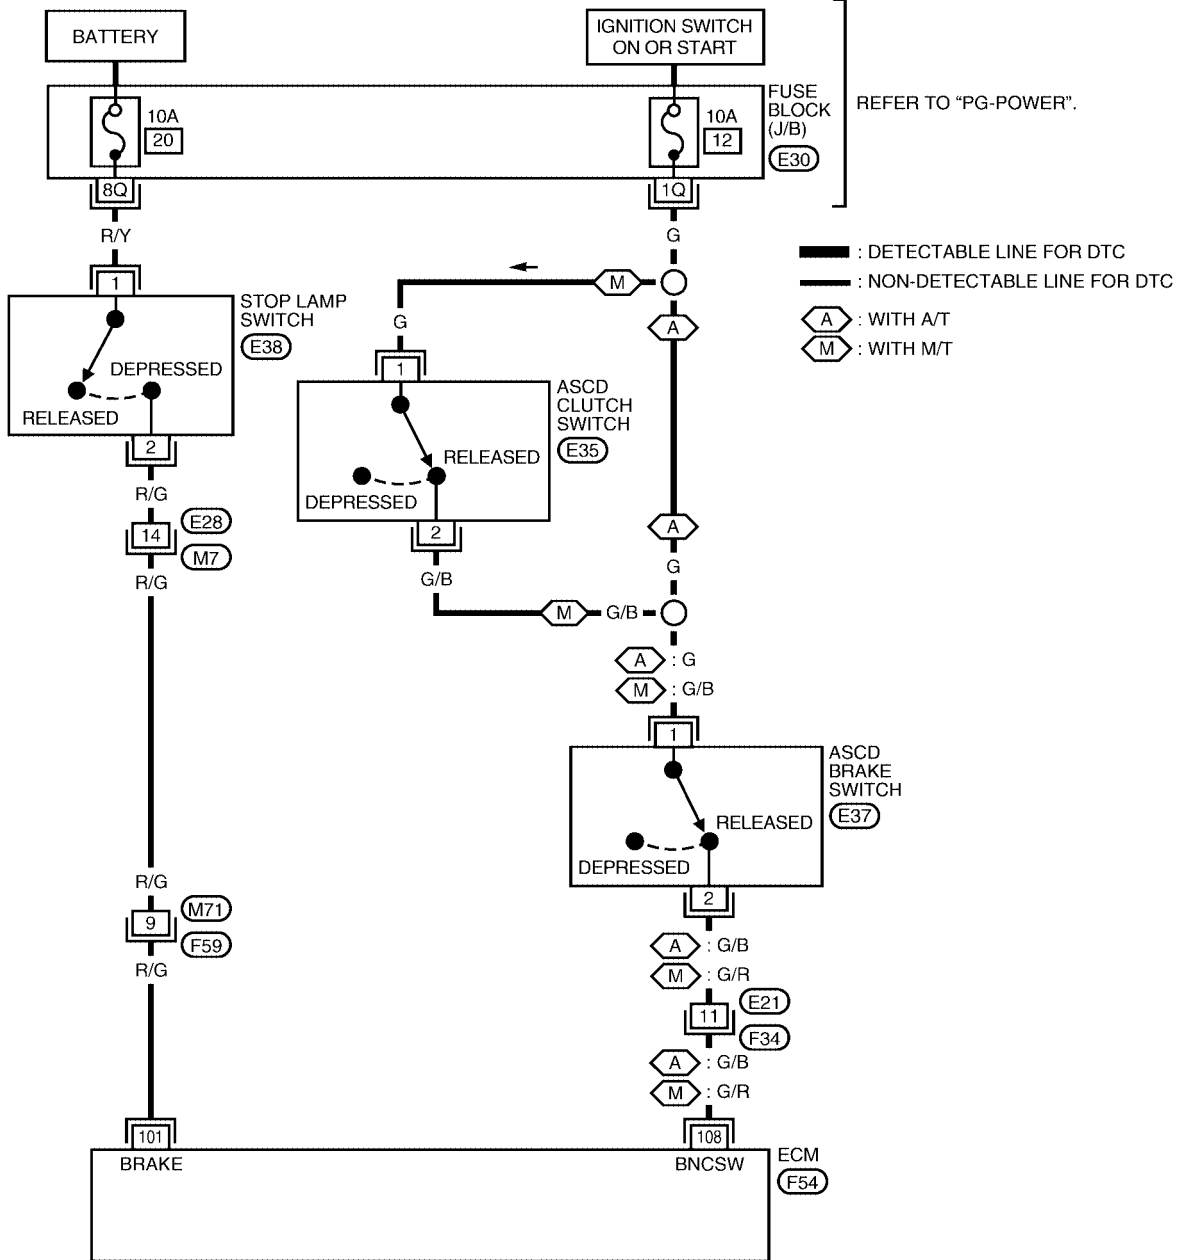 BATTERY
IGNITION SWITCH
ON OR START
FUSE
BLOCK
(J/B)
E30
REFER TO “PG-POWER”.
10A
20
10A
12
8Q
1Q
R/Y
G
: DETECTABLE LINE FOR DTC
: NON-DETECTABLE LINE FOR DTC
A : WITH A/T
M : WITH M/T
M
1
STOP LAMP
SWITCH
E38
DEPRESSED
RELEASED
2
G
A
1
ASCD
CLUTCH
SWITCH
E35
RELEASED
DEPRESSED
2
R/G
14
E28
M7
R/G
A
G/B
G
M
G/B
A : G
M : G/B
1
ASCD
BRAKE
SWITCH
E37
RELEASED
DEPRESSED
2
R/G
9
M71
F59
R/G
A : G/B
M : G/R
11
E21
F34
A : G/B
M : G/R
101
108
BRAKE
BNCSW
ECM
F54